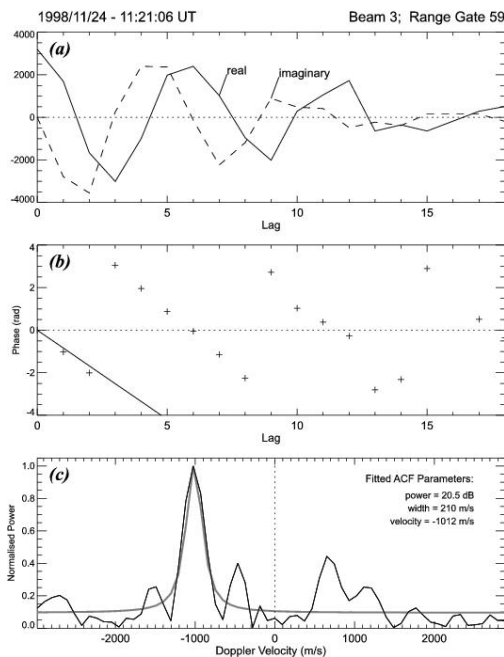 1998/11/24 - 11:21:06 UT Beam 3; Range Gate 59
4000
(a)
real
imaginary
2000
0
-2000
-4000
0 5 10 15
Lag
4
(b)
2
0
-2
-4
Phase (rad)
0 5 10 15
Lag
1.0
(c)
0.8
0.6
0.4
0.2
0.0
Normalised Power
Fitted ACF Parameters:
power = 20.5 dB
width = 210 m/s
velocity = -1012 m/s
-2000 -1000 0 1000 2000
Doppler Velocity (m/s)